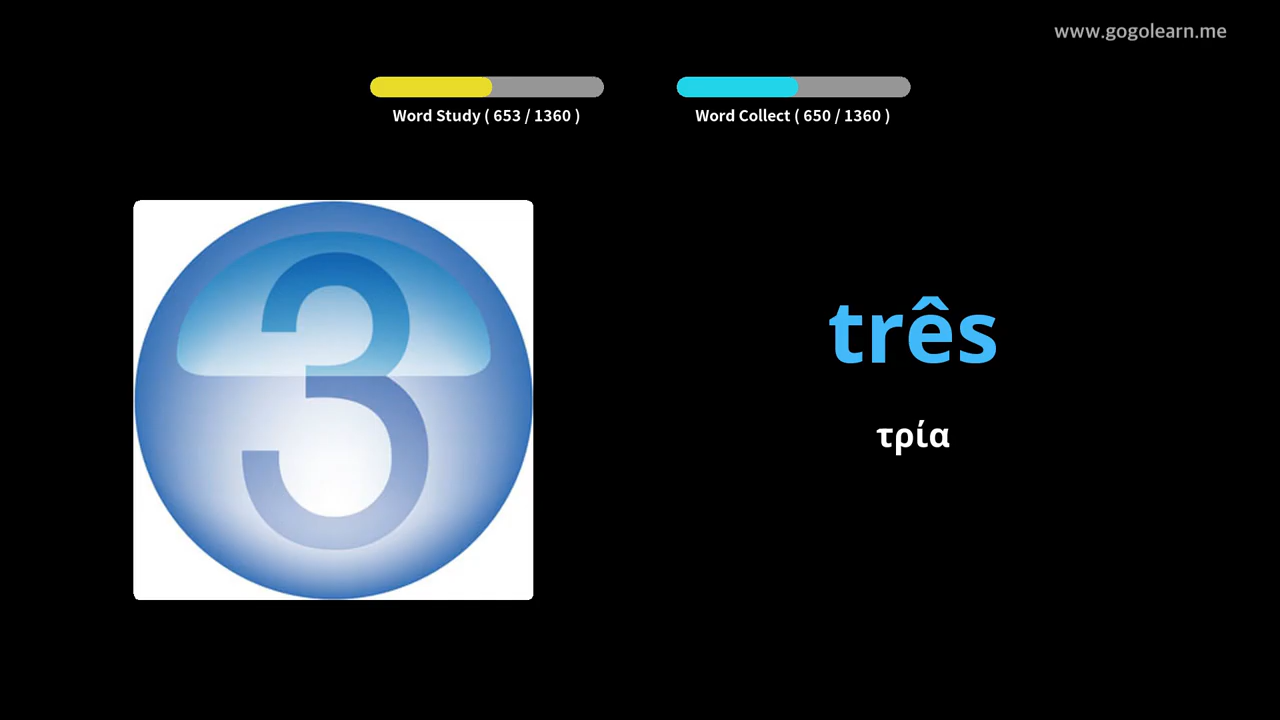 www.gogolearn.me
Word Study ( 653 / 1360 )
Word Collect ( 650 / 1360 )
3
três
τρία